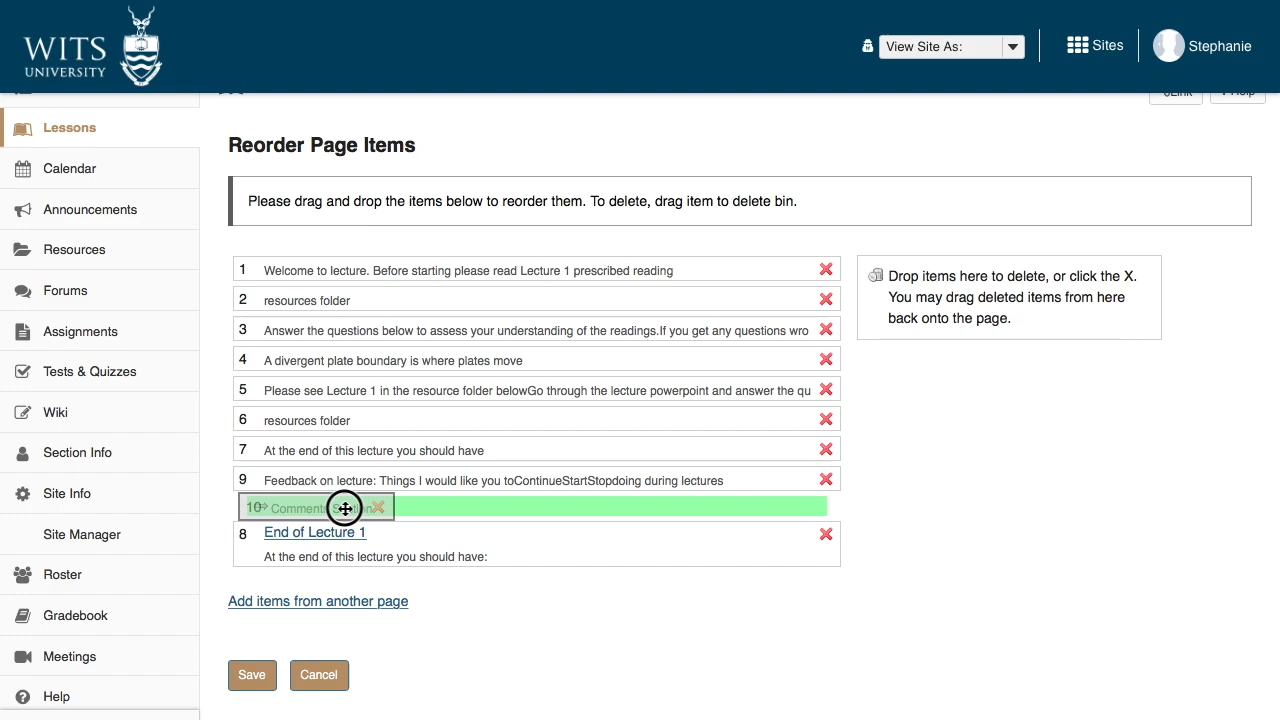 WITS
UNIVERSITY
View Site As:
Sites
Stephanie
Help
Lessons
Calendar
Announcements
Resources
Forums
Assignments
Tests & Quizzes
Wiki
Section Info
Site Info
Site Manager
Roster
Gradebook
Meetings
Help
Reorder Page Items
Please drag and drop the items below to reorder them. To delete, drag item to delete bin.
1 Welcome to lecture. Before starting please read Lecture 1 prescribed reading
2 resources folder
3 Answer the questions below to assess your understanding of the readings.If you get any questions wro
4 A divergent plate boundary is where plates move
5 Please see Lecture 1 in the resource folder belowGo through the lecture powerpoint and answer the qu
6 resources folder
7 At the end of this lecture you should have
9 Feedback on lecture: Things I would like you toContinueStartStopdoing during lectures
10
8 End of Lecture 1
At the end of this lecture you should have:
Drop items here to delete, or click the X.
You may drag deleted items from here
back onto the page.
Add items from another page
Save
Cancel